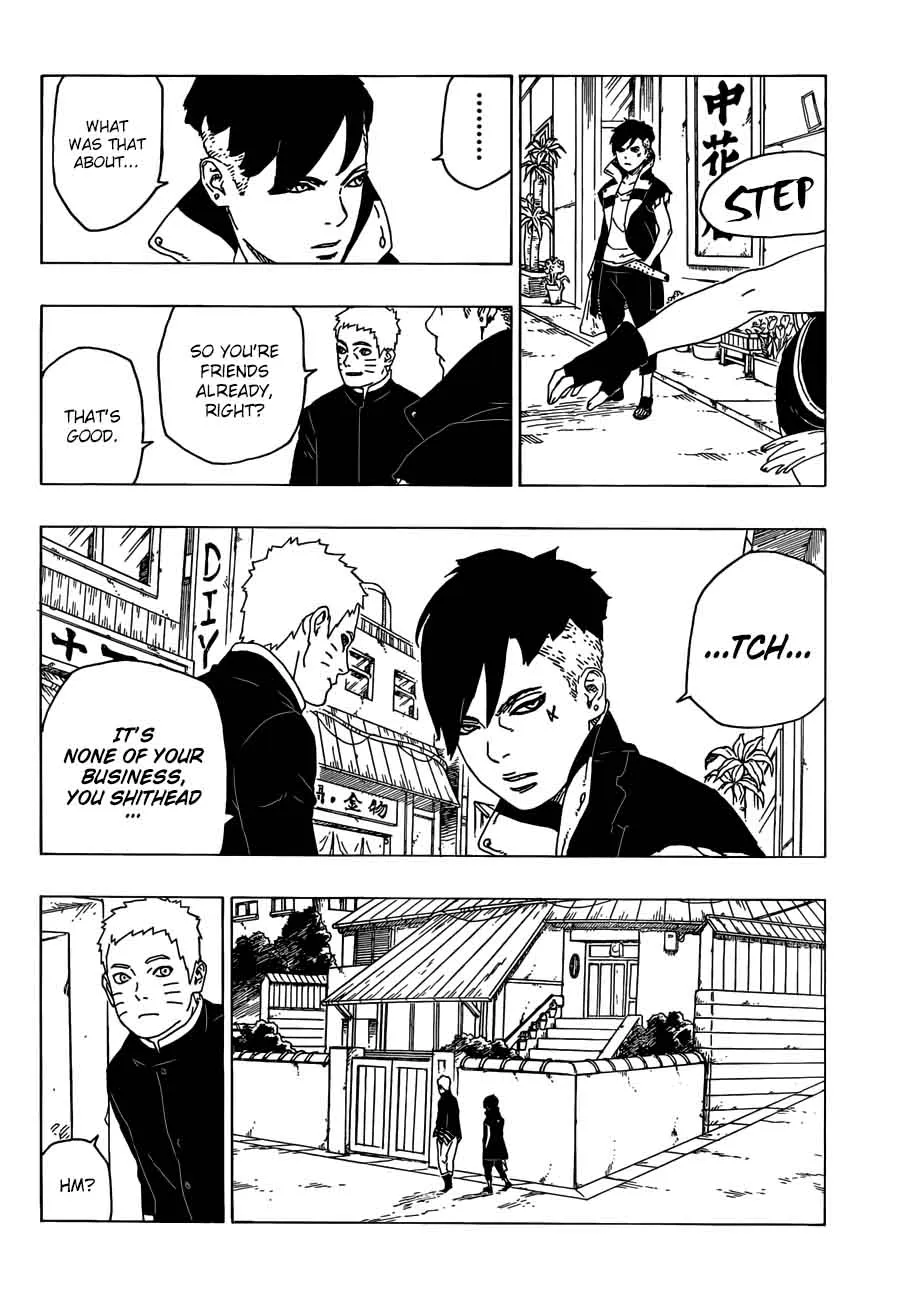 中花
STEP
........
WHAT
WAS THAT
ABOUT...
SO YOU'RE
FRIENDS
ALREADY,
RIGHT?
THAT'S
GOOD.
...TCH...
K
DIY
十
金物
IT'S
NONE OF YOUR
BUSINESS,
YOU SHITHEAD
...
HM?